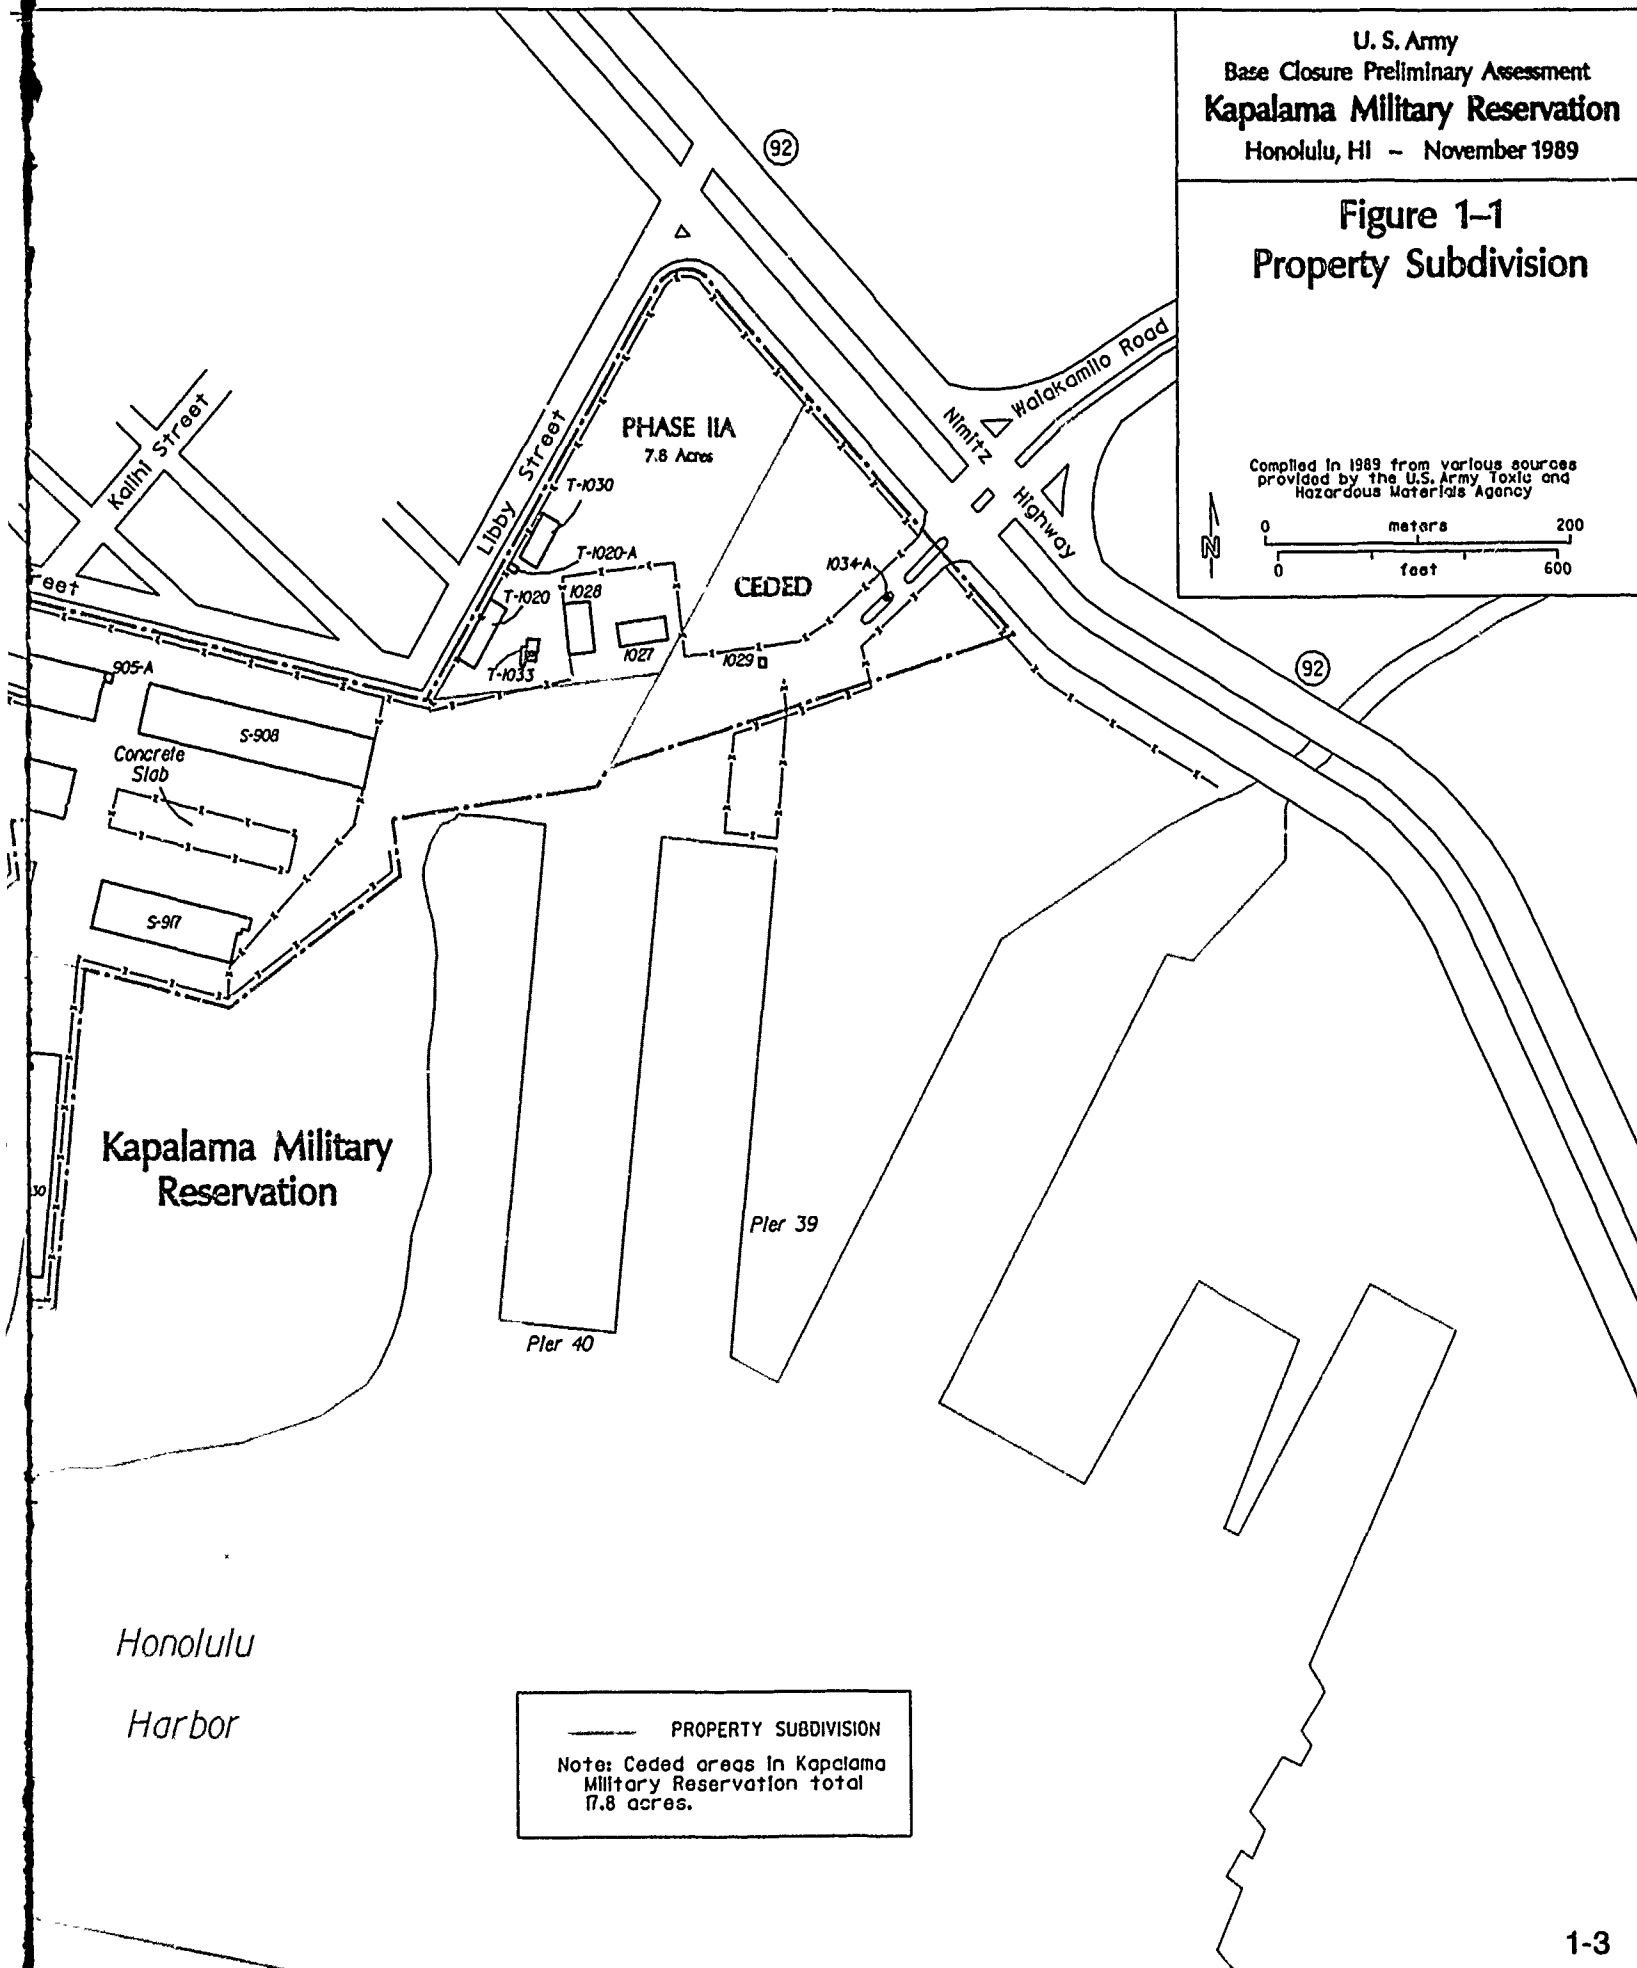 U. S. Army
Base Closure Preliminary Assessment
Kapalama Military Reservation
Honolulu, HI – November 1989
Figure 1–1
Property Subdivision
Compiled in 1989 from various sources
provided by the U.S. Army Toxic and
Hazardous Materials Agency
0 meters 200
N
0 feet 600
92
Waiakamilo Road
Nimitz
Highway
Kalihi Street
Libby Street
PHASE IIA
7.8 Acres
T-1030
T-1020-A
CEDED
1034-A
T-1020
1028
1027
1029
T-1033
reet
92
905-A
S-908
Concrete
Slab
S-917
Kapalama Military
Reservation
30
Pier 39
Pier 40
Honolulu
Harbor
PROPERTY SUBDIVISION
Note: Ceded areas in Kapalama
Military Reservation total
17.8 acres.
1-3